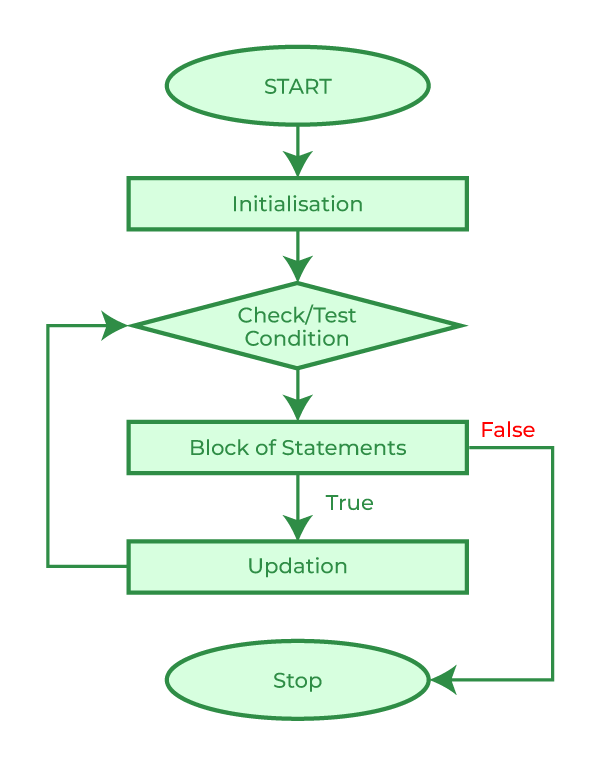 START
Initialisation
Check/Test
Condition
False
Block of Statements
True
Updation
Stop